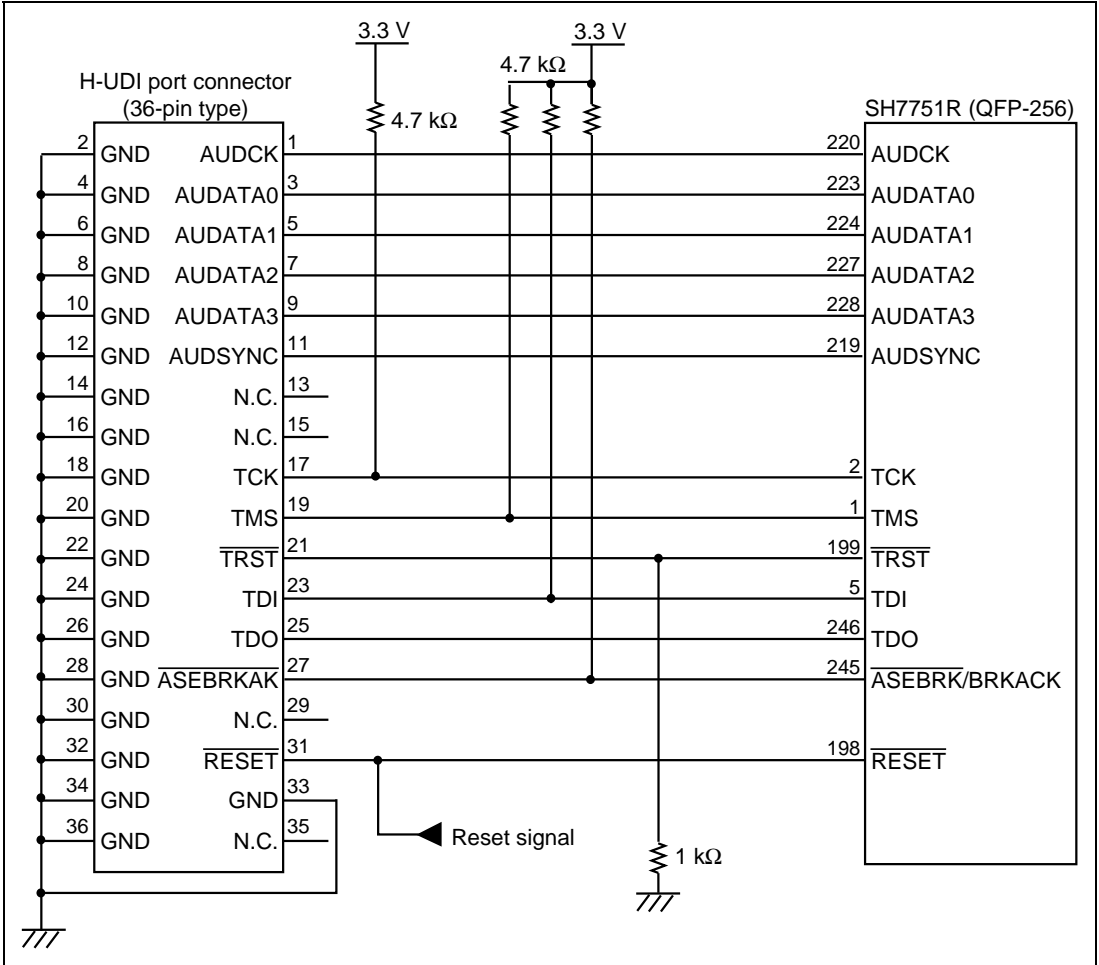 3.3 V
3.3 V
4.7 kΩ
4.7 kΩ
H-UDI port connector
(36-pin type)
SH7751R (QFP-256)
2 GND AUDCK 1 220 AUDCK
4 GND AUDATA0 3 223 AUDATA0
6 GND AUDATA1 5 224 AUDATA1
8 GND AUDATA2 7 227 AUDATA2
10 GND AUDATA3 9 228 AUDATA3
12 GND AUDSYNC 11 219 AUDSYNC
14 GND N.C. 13
16 GND N.C. 15
18 GND TCK 17 2 TCK
20 GND TMS 19 1 TMS
22 GND TRST 21 199 TRST
24 GND TDI 23 5 TDI
26 GND TDO 25 246 TDO
28 GND ASEBRKAK 27 245 ASEBRK/BRKACK
30 GND N.C. 29
32 GND RESET 31 198 RESET
34 GND GND 33
36 GND N.C. 35
Reset signal
1 kΩ